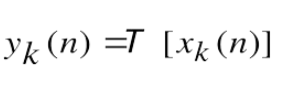 y_k(n) = T [x_k(n)]